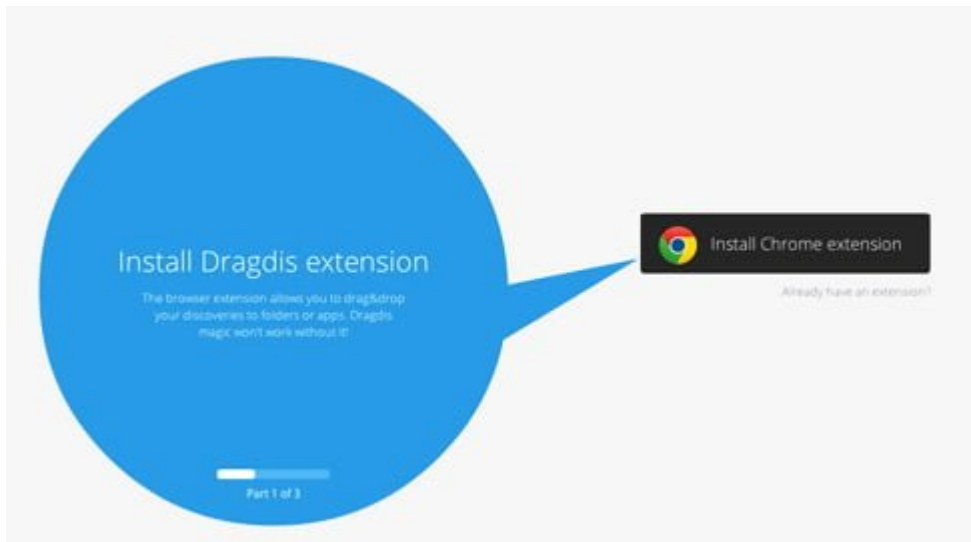 Install Dragdis extension
The browser extension allows you to drag&drop
your discoveries to folders or apps. Dragdis
magic won't work without it!
Part 1 of 3
Install Chrome extension
Already have an extension?